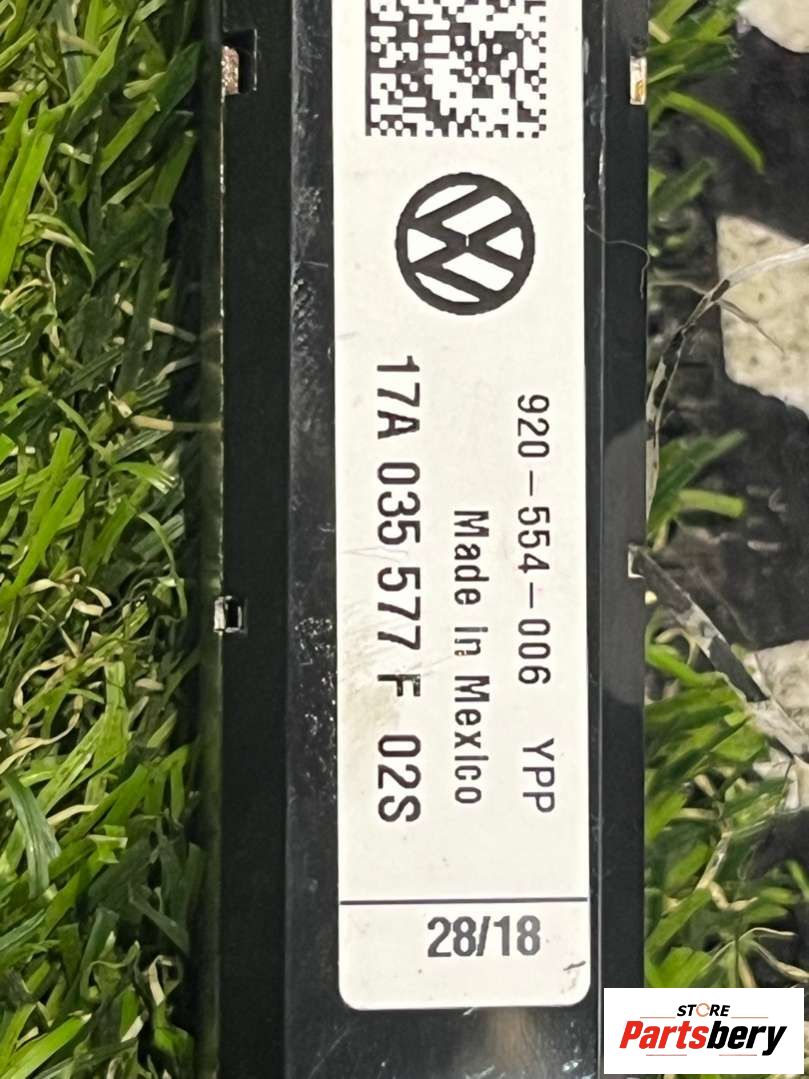 920-554-006 YPP
Made in Mexico
17A 035 577 F 02S
28/18
STORE
Partsbery